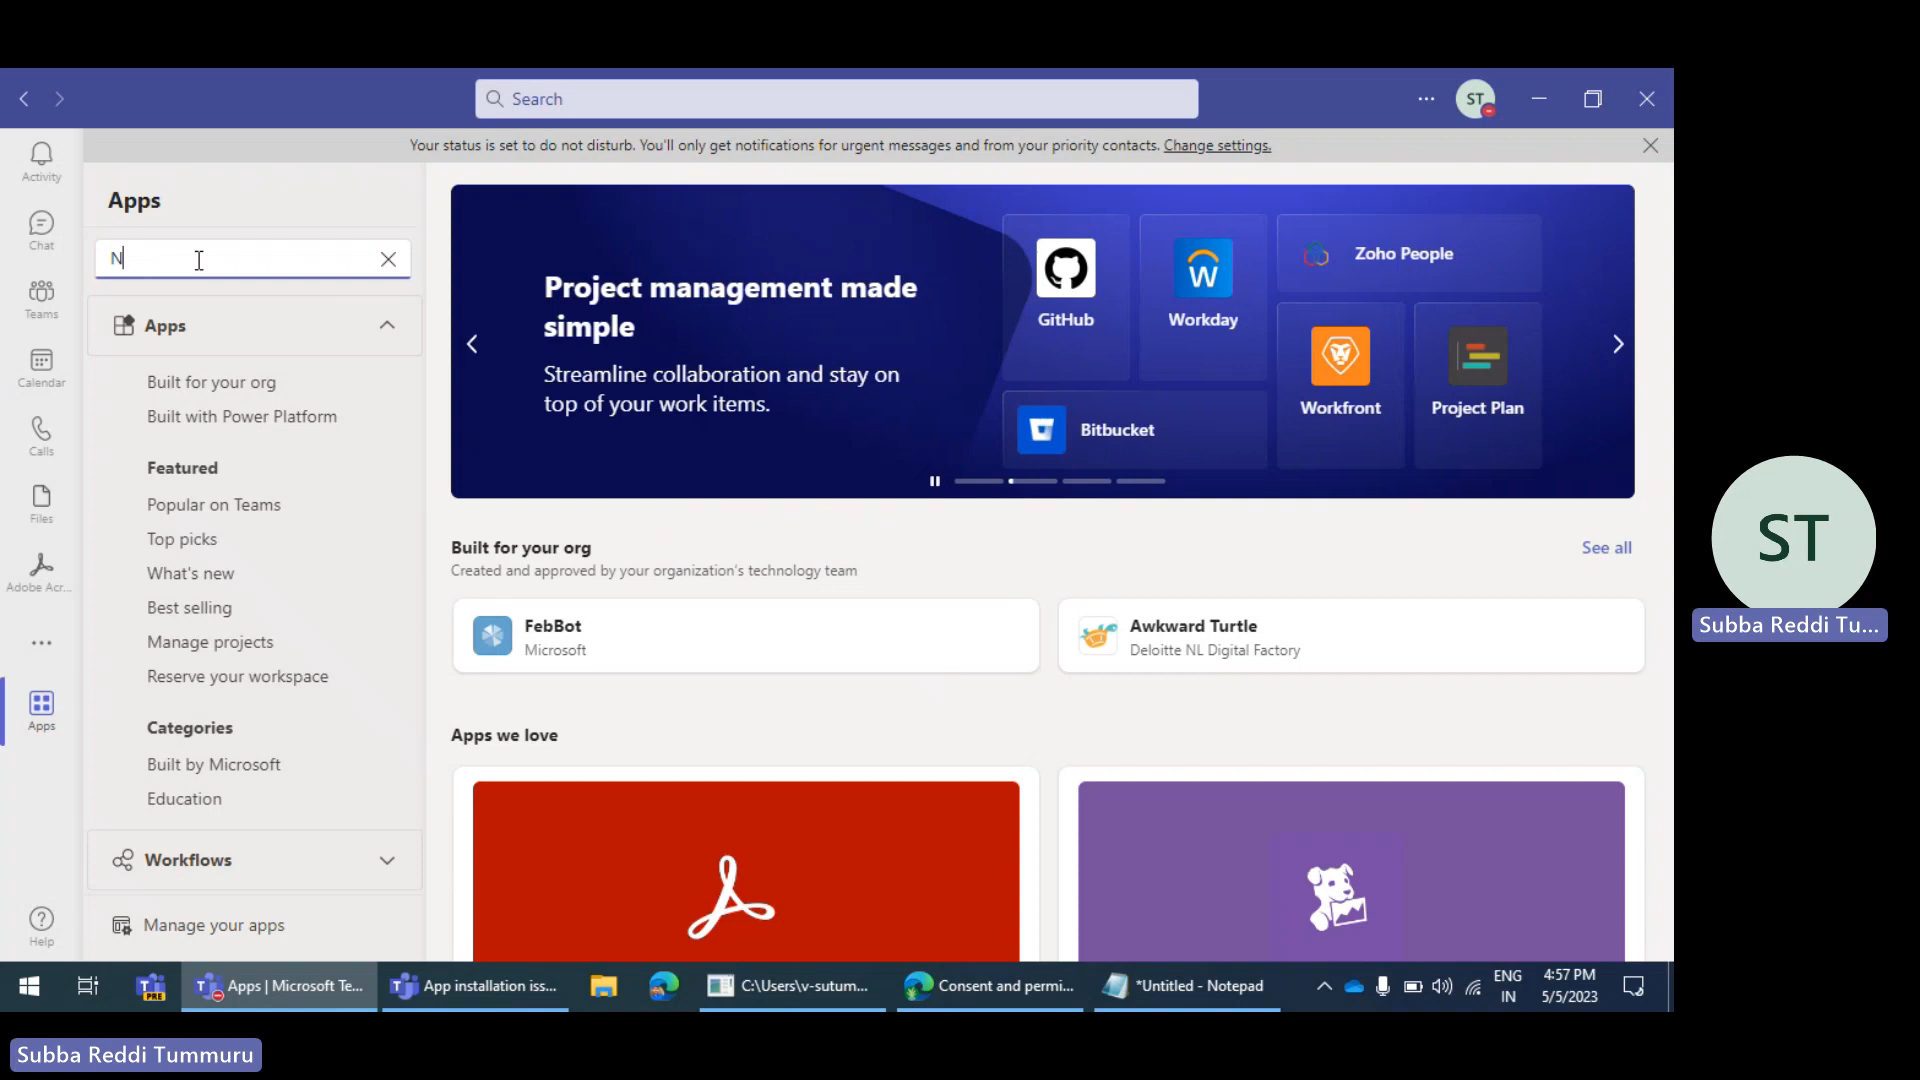 Search
ST
Your status is set to do not disturb. You'll only get notifications for urgent messages and from your priority contacts. Change settings.
Activity
Chat
Teams
Calendar
Calls
Files
Adobe Acr...
Apps
Help
Apps
N
Apps
Built for your org
Built with Power Platform
Featured
Popular on Teams
Top picks
What's new
Best selling
Manage projects
Reserve your workspace
Categories
Built by Microsoft
Education
Workflows
Manage your apps
Project management made
simple
Streamline collaboration and stay on
top of your work items.
GitHub
Workday
Zoho People
Bitbucket
Workfront
Project Plan
Built for your org
See all
Created and approved by your organization's technology team
FebBot
Microsoft
Awkward Turtle
Deloitte NL Digital Factory
Apps we love
ST
Subba Reddi Tu...
PRE
Apps | Microsoft Te...
App installation iss...
C:\Users\v-sutum...
Consent and permi...
*Untitled - Notepad
ENG
IN
4:57 PM
5/5/2023
Subba Reddi Tummuru